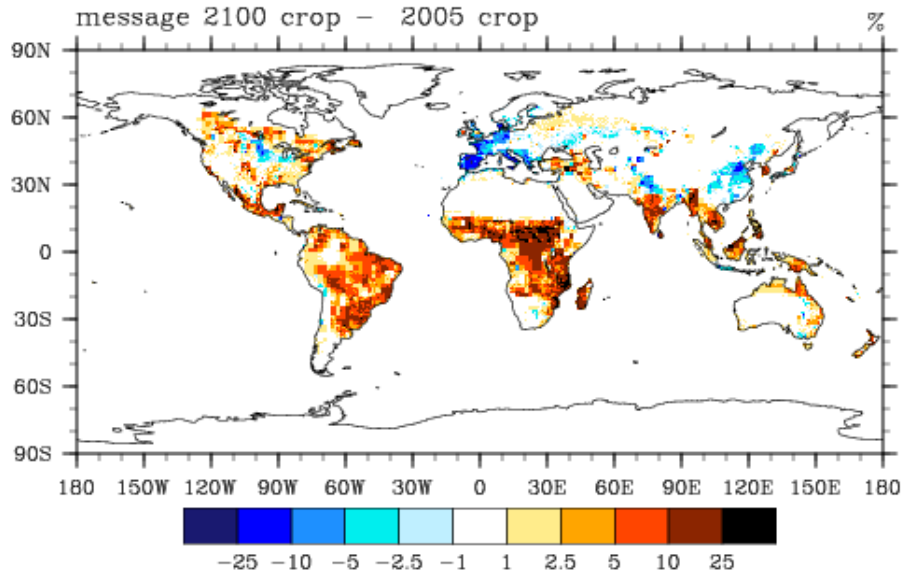 message 2100 crop -  2005 crop %
90N
60N
30N
0
30S
60S
90S
180 150W 120W 90W 60W 30W 0 30E 60E 90E 120E 150E 180
-25 -10 -5 -2.5 -1 1 2.5 5 10 25